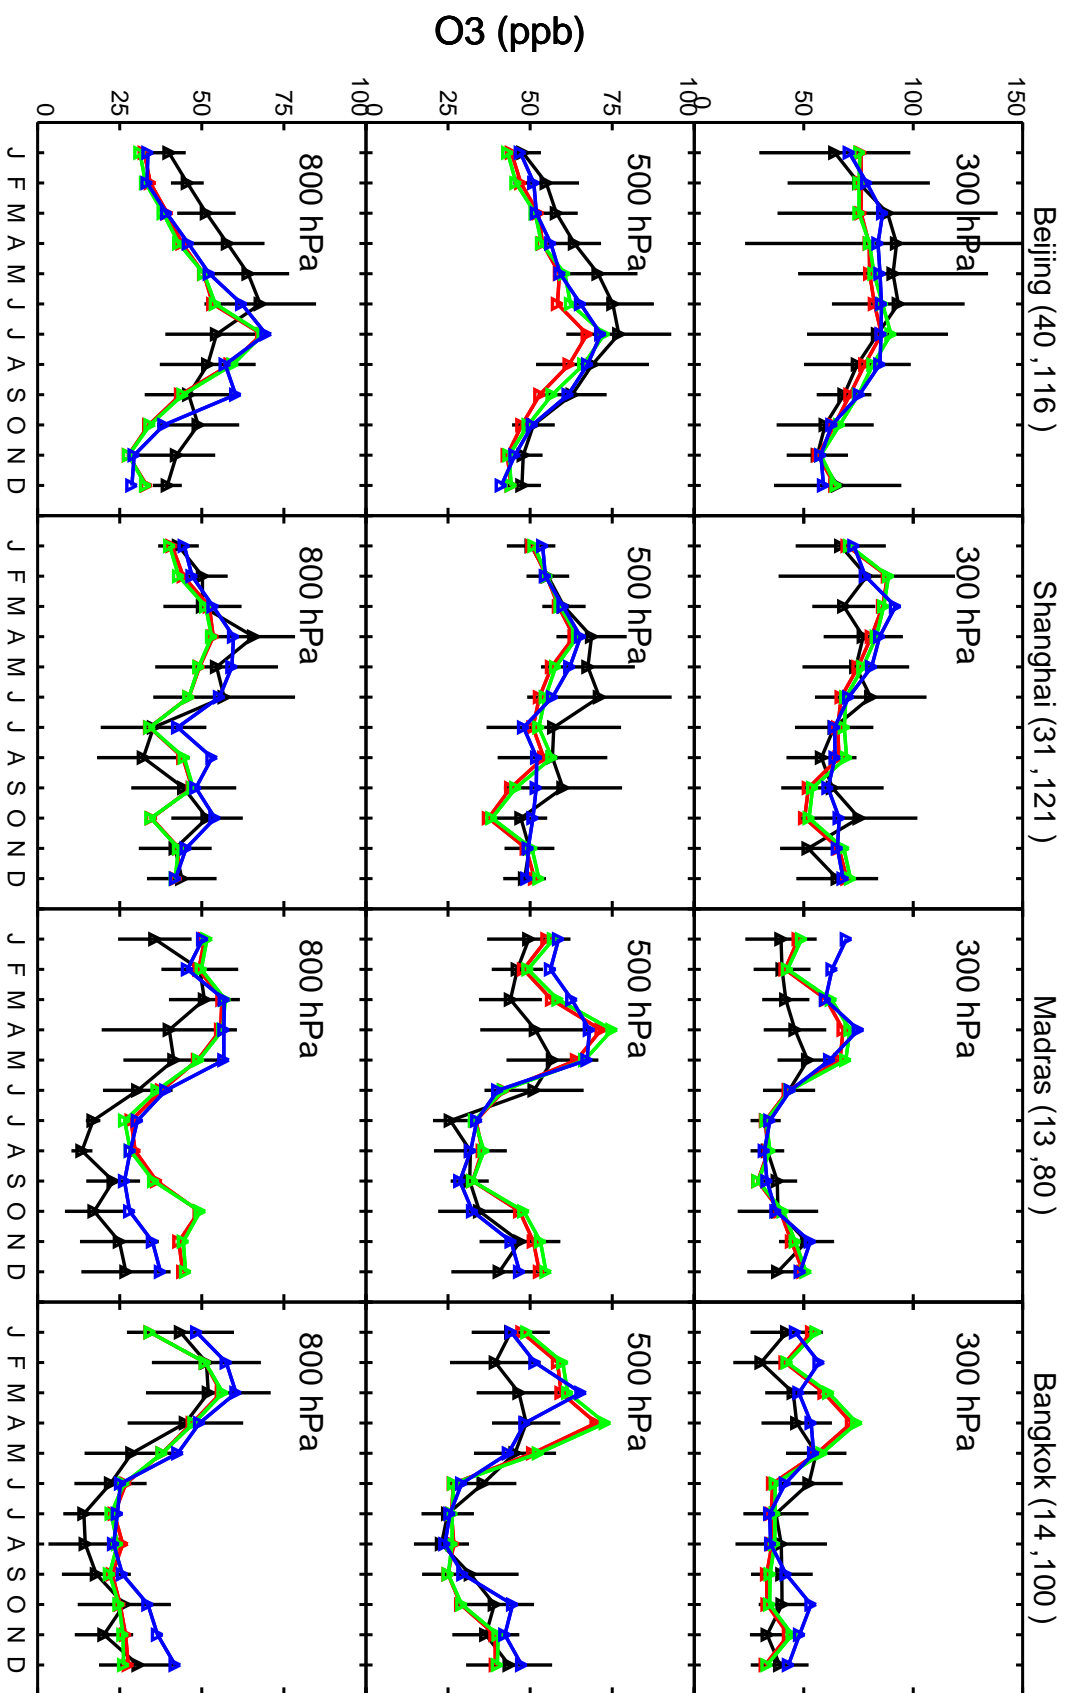 Beijing (40 ,116 ) Shanghai (31 ,121 ) Madras (13 ,80 ) Bangkok (14 ,100 )
150
300 hPa 300 hPa 300 hPa 300 hPa
100
50
0
100
500 hPa 500 hPa 500 hPa 500 hPa
75
50
25
0
O3 (ppb)
100
800 hPa 800 hPa 800 hPa 800 hPa
75
50
25
0
J F M A M J J A S O N D J F M A M J J A S O N D J F M A M J J A S O N D J F M A M J J A S O N D